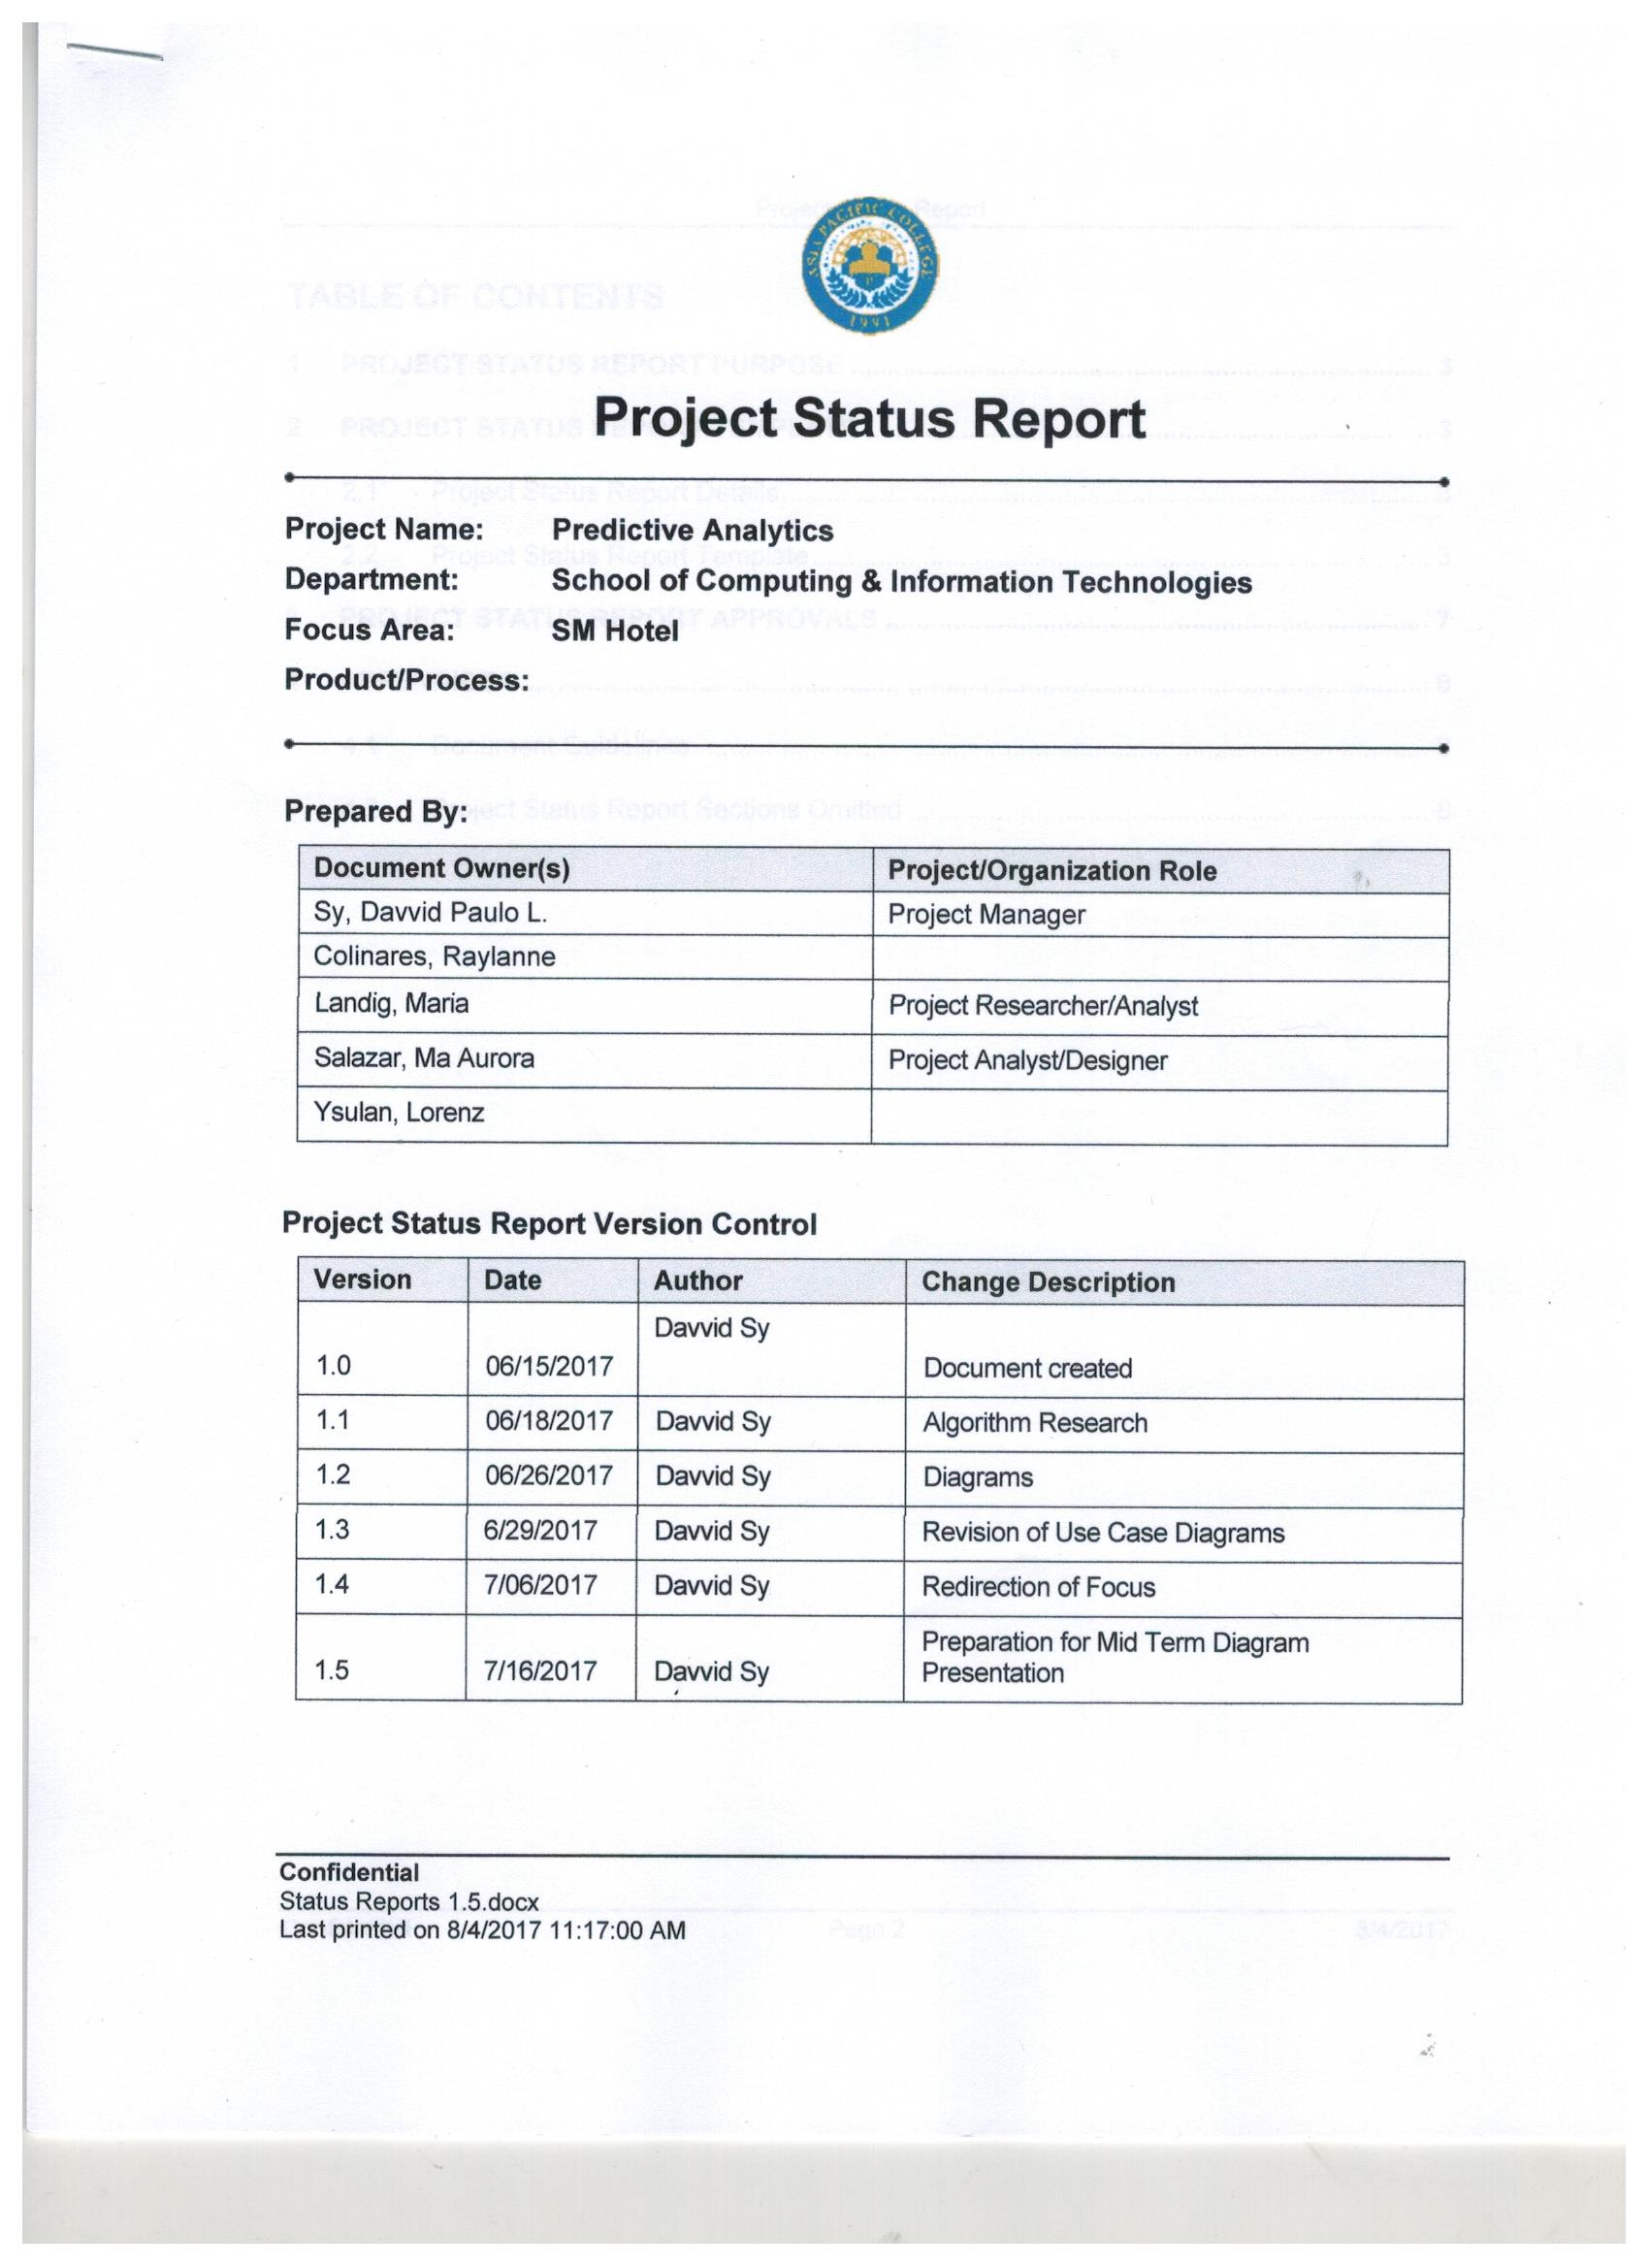 ASIA PACIFIC COLLEGE
1991
Project Status Report
Project Name: Predictive Analytics
Department: School of Computing & Information Technologies
Focus Area: SM Hotel
Product/Process:
Prepared By:
Document Owner(s) Project/Organization Role
Sy, Davvid Paulo L. Project Manager
Colinares, Raylanne
Landig, Maria Project Researcher/Analyst
Salazar, Ma Aurora Project Analyst/Designer
Ysulan, Lorenz
Project Status Report Version Control
Version Date Author Change Description
1.0 06/15/2017 Davvid Sy Document created
1.1 06/18/2017 Davvid Sy Algorithm Research
1.2 06/26/2017 Davvid Sy Diagrams
1.3 6/29/2017 Davvid Sy Revision of Use Case Diagrams
1.4 7/06/2017 Davvid Sy Redirection of Focus
1.5 7/16/2017 Davvid Sy Preparation for Mid Term Diagram
Presentation
Confidential
Status Reports 1.5.docx
Last printed on 8/4/2017 11:17:00 AM